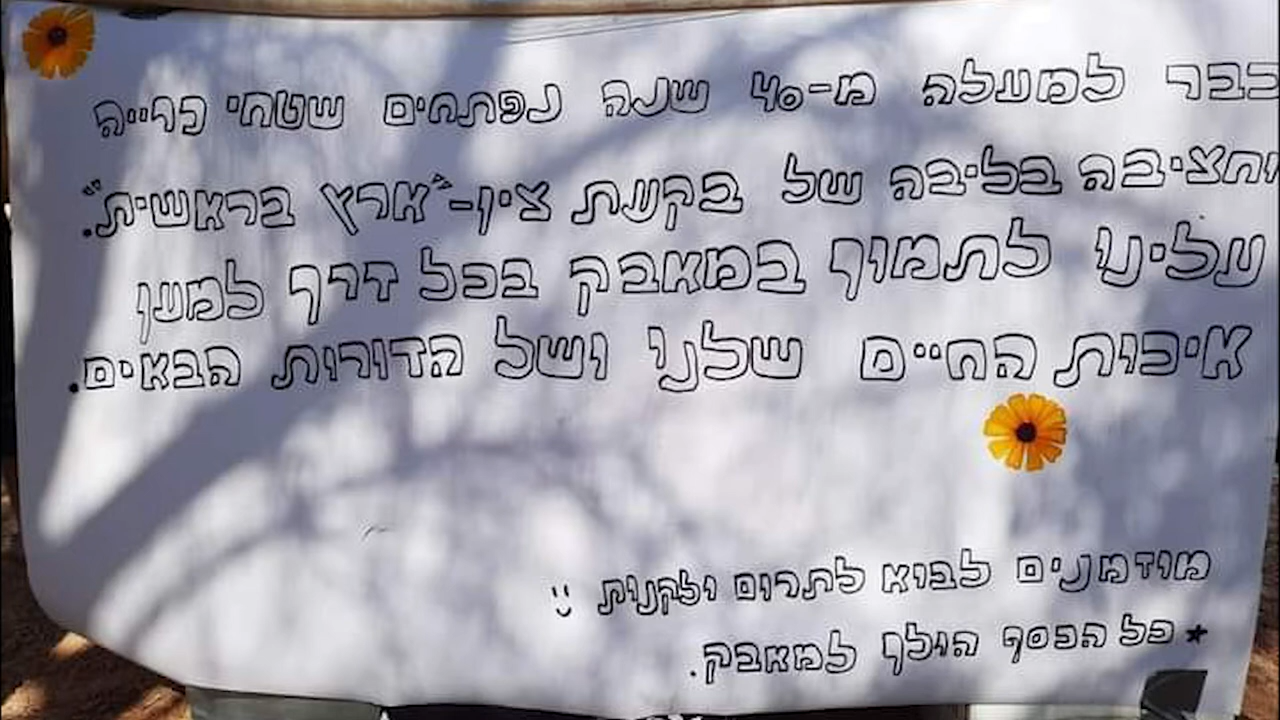 כבר למעלה מ-40 שנה נפתחים שטחי כרייה
וחציבה בליבה של בקעת צין-"ארץ בראשית".
עלינו לתמוך במאבק בכל דרך למען
איכות החיים שלנו ושל הדורות הבאים.
מוזמנים לבוא לתרום ולקנות
* כל הכסף הולך למאבק.